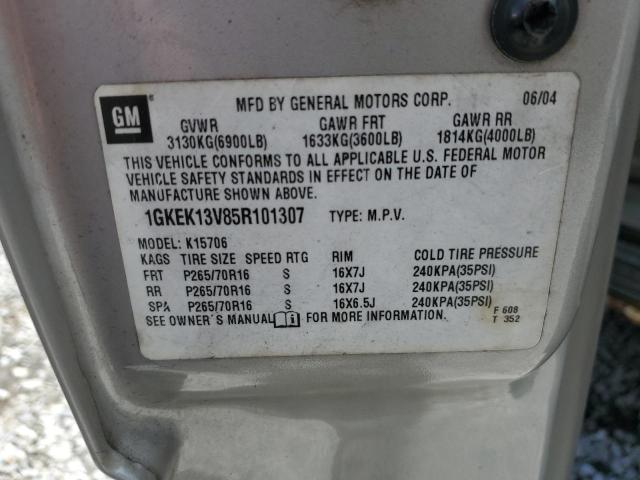 GM
MFD BY GENERAL MOTORS CORP. 06/04
GVWR GAWR FRT GAWR RR
3130KG(6900LB) 1633KG(3600LB) 1814KG(4000LB)
THIS VEHICLE CONFORMS TO ALL APPLICABLE U.S. FEDERAL MOTOR
VEHICLE SAFETY STANDARDS IN EFFECT ON THE DATE OF
MANUFACTURE SHOWN ABOVE.
1GKEK13V85R101307 TYPE: M.P.V.
MODEL: K15706
KAGS TIRE SIZE SPEED RTG RIM COLD TIRE PRESSURE
FRT P265/70R16 S 16X7J 240KPA(35PSI)
RR P265/70R16 S 16X7J 240KPA(35PSI)
SPA P265/70R16 S 16X6.5J 240KPA(35PSI)
SEE OWNER'S MANUAL FOR MORE INFORMATION.
F 608
T 352